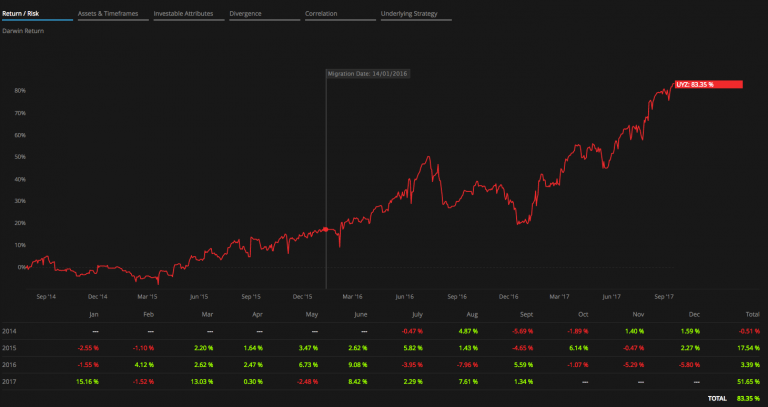 Return / Risk Assets & Timeframes Investable Attributes Divergence Correlation Underlying Strategy
Darwin Return
Migration Date: 14/01/2016
UYZ: 83.35 %
80%
70%
60%
50%
40%
30%
20%
10%
0%
Sep '14 Dec '14 Mar '15 Jun '15 Sep '15 Dec '15 Mar '16 Jun '16 Sep '16 Dec '16 Mar '17 Jun '17 Sep '17
Jan Feb Mar Apr May June July Aug Sept Oct Nov Dec Total
2014 --- --- --- --- --- --- -0.47 % 4.87 % -5.69 % -1.89 % 1.40 % 1.59 % -0.51 %
2015 -2.55 % -1.10 % 2.20 % 1.64 % 3.47 % 2.62 % 5.82 % 1.43 % -4.65 % 6.14 % -0.47 % 2.27 % 17.54 %
2016 -1.55 % 4.12 % 2.62 % 2.47 % 6.73 % 9.08 % -3.95 % -7.96 % 5.59 % -1.07 % -5.29 % -5.80 % 3.39 %
2017 15.16 % -1.52 % 13.03 % 0.30 % -2.48 % 8.42 % 2.29 % 7.61 % 1.34 % --- --- --- 51.65 %
TOTAL 83.35 %